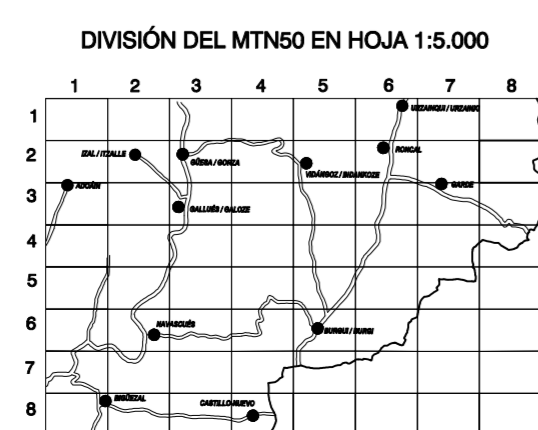 DIVISIÓN DEL MTN50 EN HOJA 1:5.000
1 2 3 4 5 6 7 8
1
URZAINQUI / URZAINKI
2
IZAL / ITZALLE
GÜESA / GORZA
VIDÁNGOZ / BIDANKOZE
RONCAL
3
ADOÁIN
GALLUÉS / GALOZE
GARDE
4
5
6
NAVASCUÉS
BURGUI / BURGI
7
8
BIGÜEZAL
CASTILLO-NUEVO